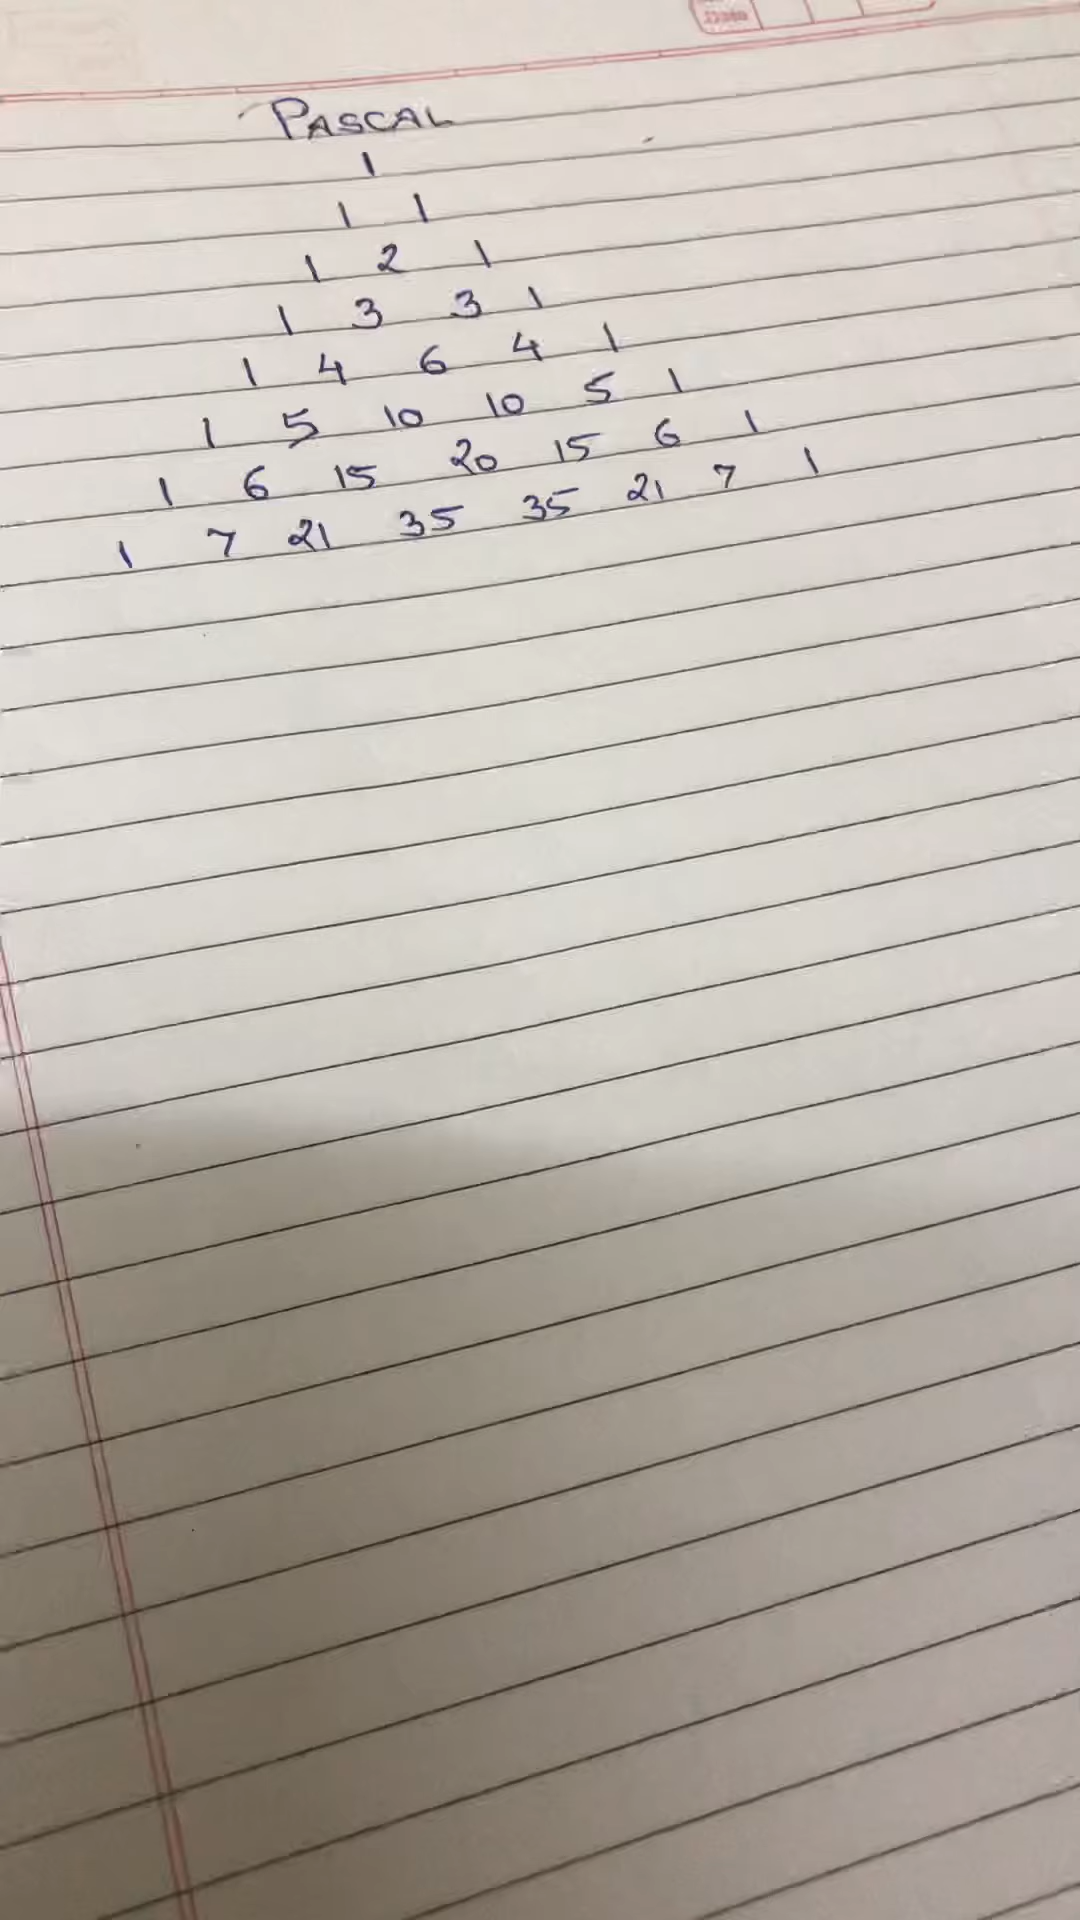 Date
PASCAL
1
1 1
1 2 1
1 3 3 1
1 4 6 4 1
1 5 10 10 5 1
1 6 15 20 15 6 1
1 7 21 35 35 21 7 1